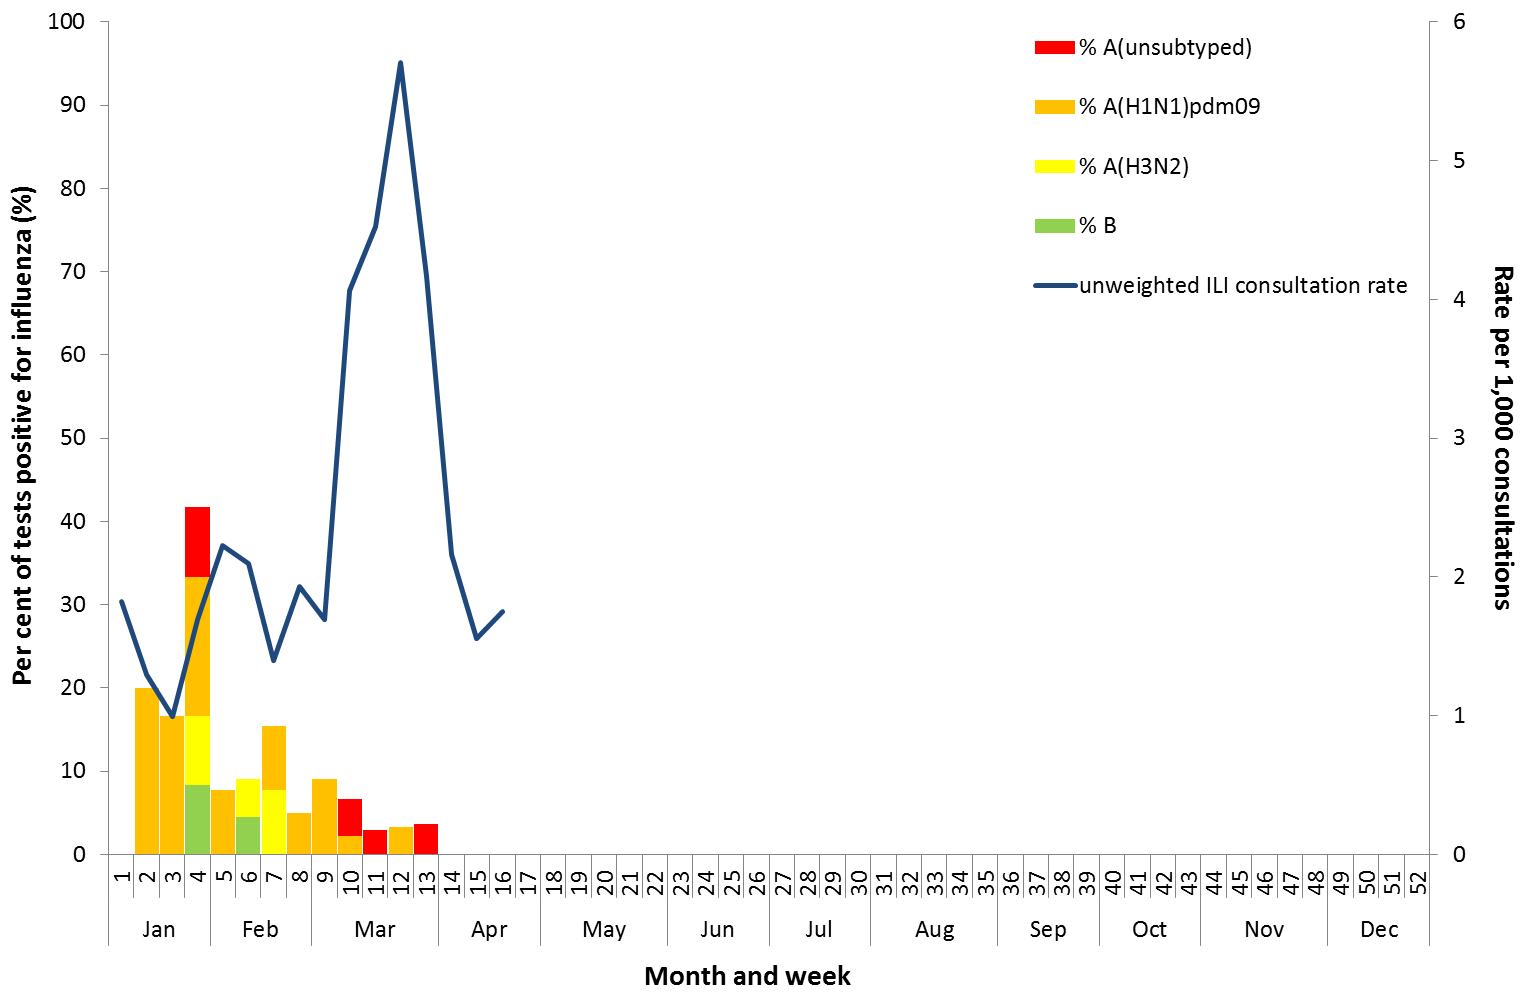 100
90
80
70
60
50
40
30
20
10
0
Per cent of tests positive for influenza (%)
% A(unsubtyped)
% A(H1N1)pdm09
% A(H3N2)
% B
unweighted ILI consultation rate
6
5
4
3
2
1
0
Rate per 1,000 consultations
1 2 3 4 5 6 7 8 9 10 11 12 13 14 15 16 17 18 19 20 21 22 23 24 25 26 27 28 29 30 31 32 33 34 35 36 37 38 39 40 41 42 43 44 45 46 47 48 49 50 51 52
Jan Feb Mar Apr May Jun Jul Aug Sep Oct Nov Dec
Month and week